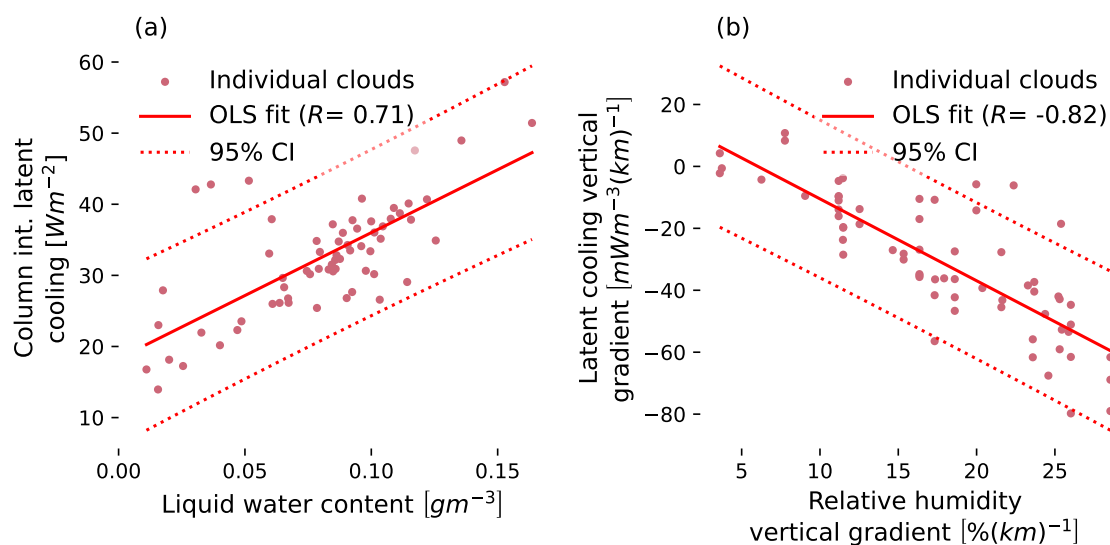 (a)
60
50
40
30
20
10
Column int. latent
cooling [Wm⁻²]
Individual clouds
OLS fit (R= 0.71)
95% CI
0.00
0.05
0.10
0.15
Liquid water content [gm⁻³]
(b)
20
0
−20
−40
−60
−80
Latent cooling vertical
gradient [mWm⁻³(km)⁻¹]
Individual clouds
OLS fit (R= -0.82)
95% CI
5
10
15
20
25
Relative humidity
vertical gradient [%(km)⁻¹]